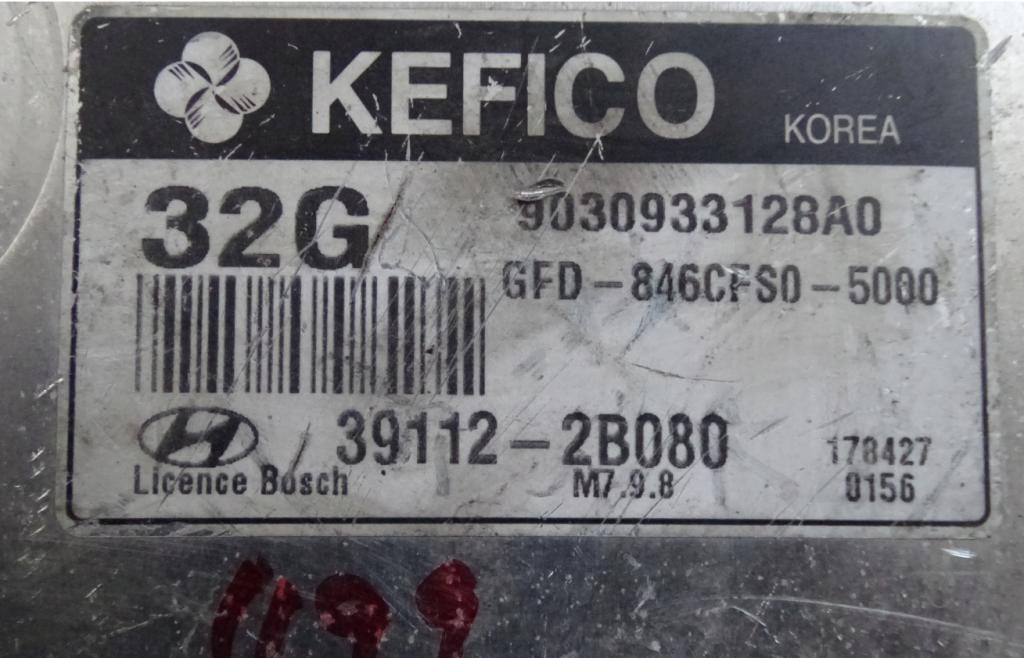 KEFICO
KOREA
32G
9030933128A0
GFD-846CFS0-5000
39112-2B080
Licence Bosch
M7.9.8
178427
0156